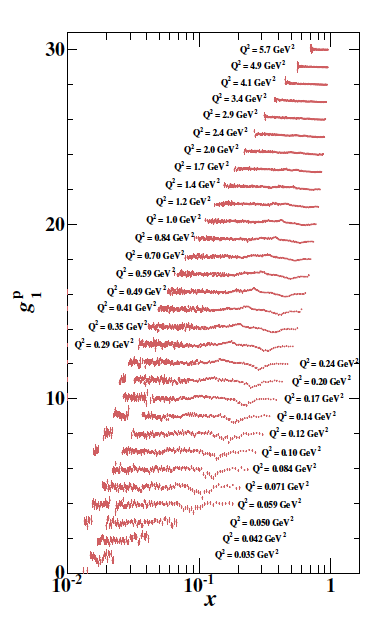 30
Q² = 5.7 GeV²
Q² = 4.9 GeV²
Q² = 4.1 GeV²
Q² = 3.4 GeV²
Q² = 2.9 GeV²
Q² = 2.4 GeV²
Q² = 2.0 GeV²
Q² = 1.7 GeV²
Q² = 1.4 GeV²
Q² = 1.2 GeV²
20
Q² = 1.0 GeV²
Q² = 0.84 GeV²
Q² = 0.70 GeV²
Q² = 0.59 GeV²
Q² = 0.49 GeV²
g₁ᵖ
Q² = 0.41 GeV²
Q² = 0.35 GeV²
Q² = 0.29 GeV²
Q² = 0.24 GeV²
Q² = 0.20 GeV²
10
Q² = 0.17 GeV²
Q² = 0.14 GeV²
Q² = 0.12 GeV²
Q² = 0.10 GeV²
Q² = 0.084 GeV²
Q² = 0.071 GeV²
Q² = 0.059 GeV²
Q² = 0.050 GeV²
Q² = 0.042 GeV²
Q² = 0.035 GeV²
0
10⁻² 10⁻¹ 1
x